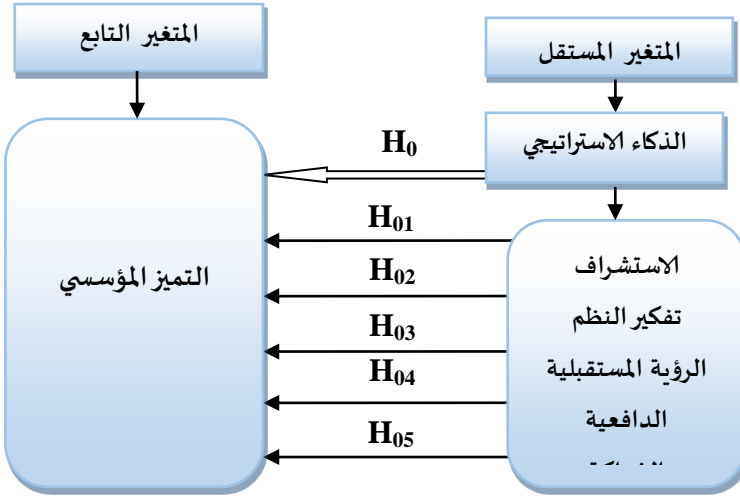 المتغير المستقل
المتغير التابع
الذكاء الاستراتيجي
H₀
H₀₁
الاستشراف
التميز المؤسسي
H₀₂
تفكير النظم
H₀₃
الرؤية المستقبلية
H₀₄
الدافعية
H₀₅